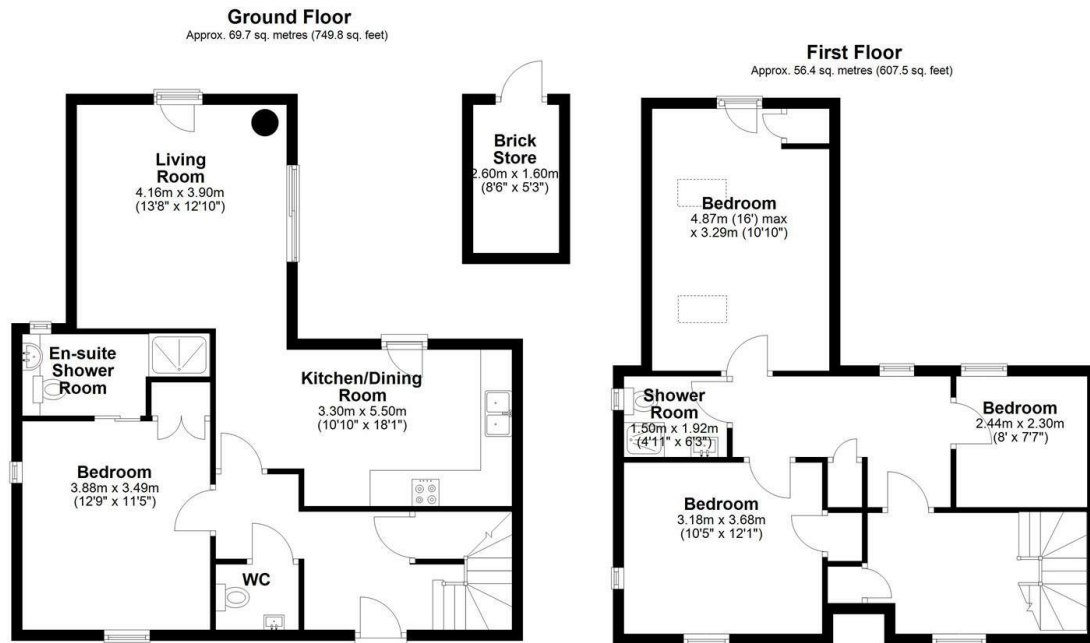 Ground Floor
Approx. 69.7 sq. metres (749.8 sq. feet)
Living
Room
4.16m x 3.90m
(13'8" x 12'10")
Brick
Store
2.60m x 1.60m
(8'6" x 5'3")
En-suite
Shower
Room
Kitchen/Dining
Room
3.30m x 5.50m
(10'10" x 18'1")
Bedroom
3.88m x 3.49m
(12'9" x 11'5")
WC
First Floor
Approx. 56.4 sq. metres (607.5 sq. feet)
Bedroom
4.87m (16') max
x 3.29m (10'10")
Shower
Room
1.50m x 1.92m
(4'11" x 6'3")
Bedroom
2.44m x 2.30m
(8' x 7'7")
Bedroom
3.18m x 3.68m
(10'5" x 12'1")